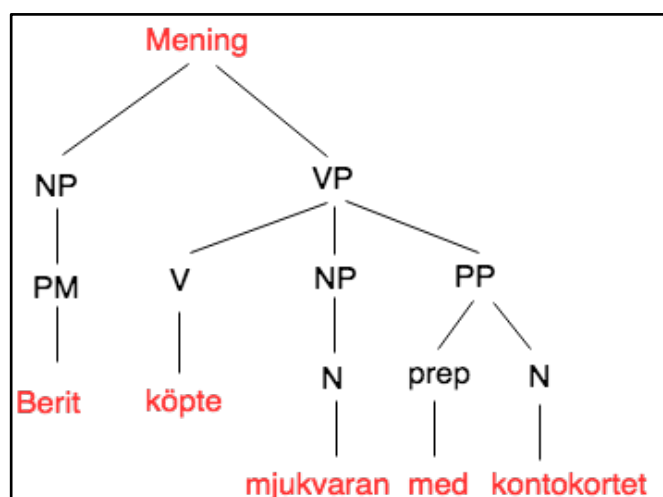 Mening
NP VP
PM V NP PP
Berit köpte N prep N
mjukvaran med kontokortet